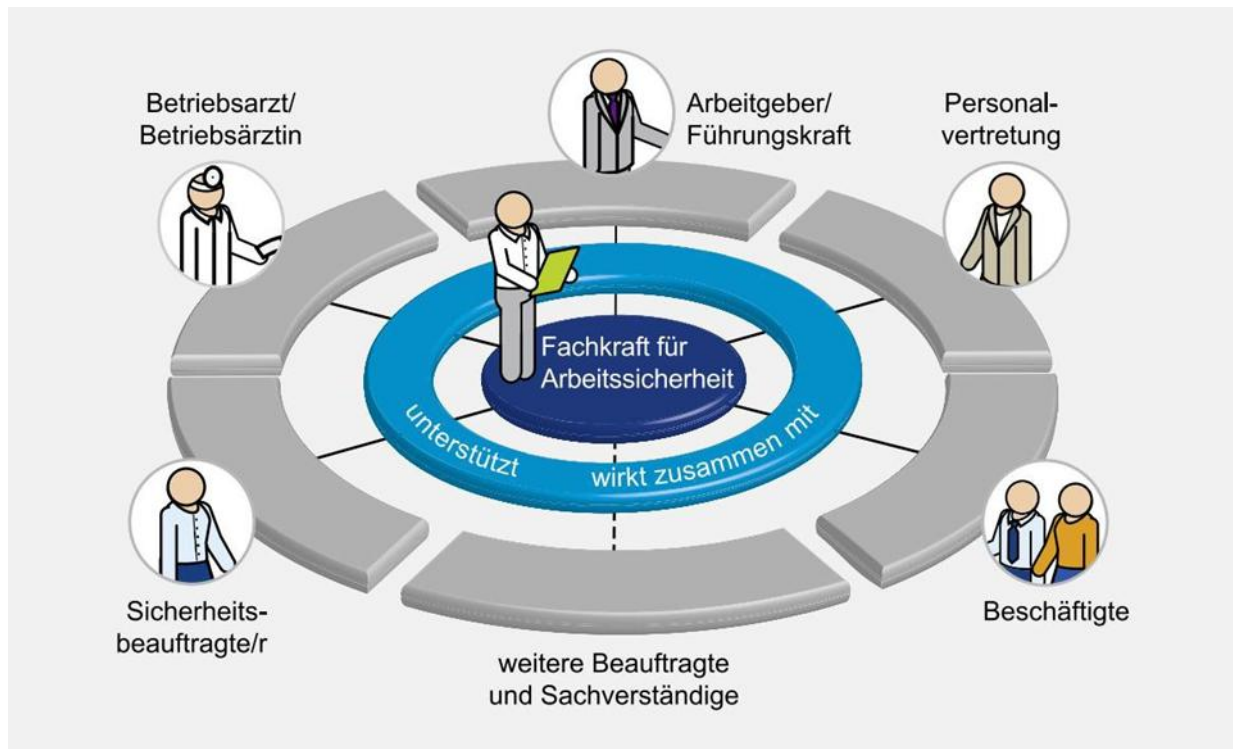 Betriebsarzt/
Betriebsärztin
Arbeitgeber/
Führungskraft
Personal-
vertretung
Fachkraft für
Arbeitssicherheit
unterstützt
wirkt zusammen mit
Sicherheits-
beauftragte/r
weitere Beauftragte
und Sachverständige
Beschäftigte